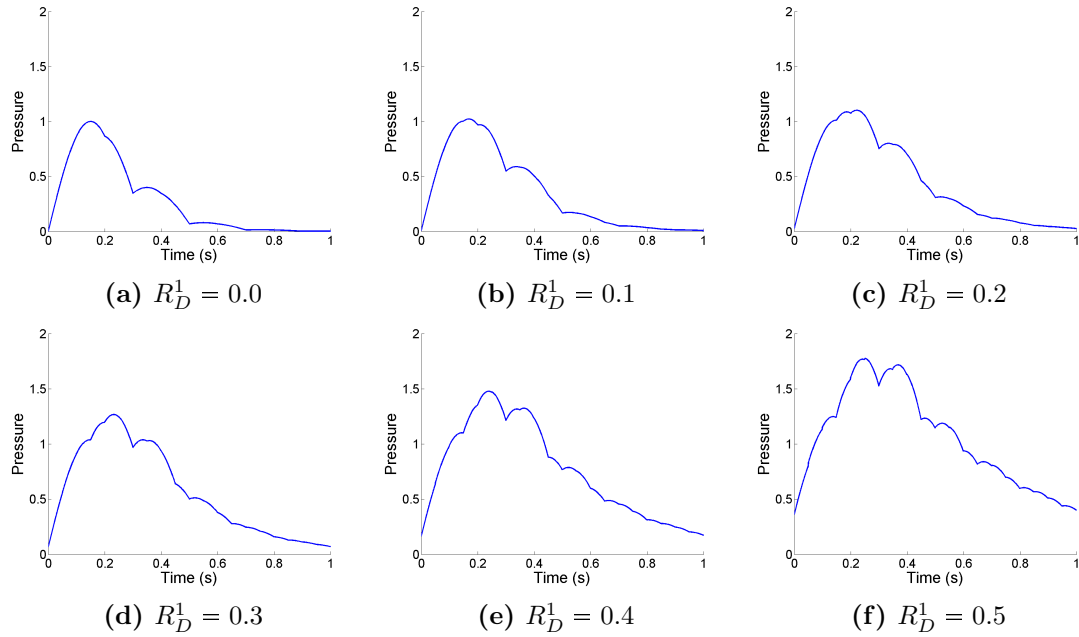 2
1.5
1
0.5
0
Pressure
0 0.2 0.4 0.6 0.8 1
Time (s)
(a) R_D^1 = 0.0
2
1.5
1
0.5
0
Pressure
0 0.2 0.4 0.6 0.8 1
Time (s)
(b) R_D^1 = 0.1
2
1.5
1
0.5
0
Pressure
0 0.2 0.4 0.6 0.8 1
Time (s)
(c) R_D^1 = 0.2
2
1.5
1
0.5
0
Pressure
0 0.2 0.4 0.6 0.8 1
Time (s)
(d) R_D^1 = 0.3
2
1.5
1
0.5
0
Pressure
0 0.2 0.4 0.6 0.8 1
Time (s)
(e) R_D^1 = 0.4
2
1.5
1
0.5
0
Pressure
0 0.2 0.4 0.6 0.8 1
Time (s)
(f) R_D^1 = 0.5